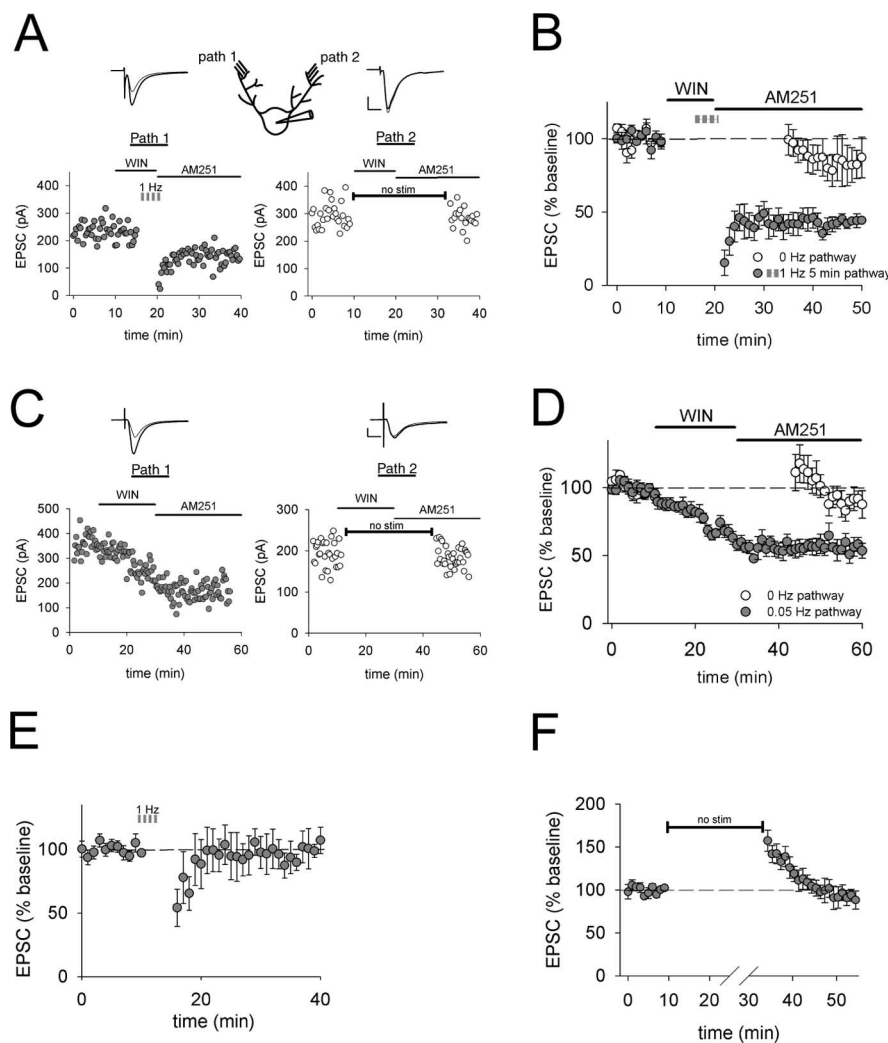 A
path 1
path 2
Path 1
Path 2
WIN
AM251
1 Hz
EPSC (pA)
400
300
200
100
0
0
10
20
30
40
time (min)
WIN
AM251
no stim
EPSC (pA)
400
300
200
100
0
0
10
20
30
40
time (min)
B
WIN
AM251
EPSC (% baseline)
100
50
0
0 Hz pathway
1 Hz 5 min pathway
0
10
20
30
40
50
time (min)
C
Path 1
Path 2
WIN
AM251
EPSC (pA)
500
400
300
200
100
0
0
20
40
60
time (min)
WIN
AM251
no stim
EPSC (pA)
300
200
100
0
0
20
40
60
time (min)
D
WIN
AM251
EPSC (% baseline)
100
50
0
0 Hz pathway
0.05 Hz pathway
0
20
40
60
time (min)
E
1 Hz
EPSC (% baseline)
100
50
0
0
20
40
time (min)
F
no stim
EPSC (% baseline)
200
150
100
50
0
0
10
20
30
40
50
time (min)